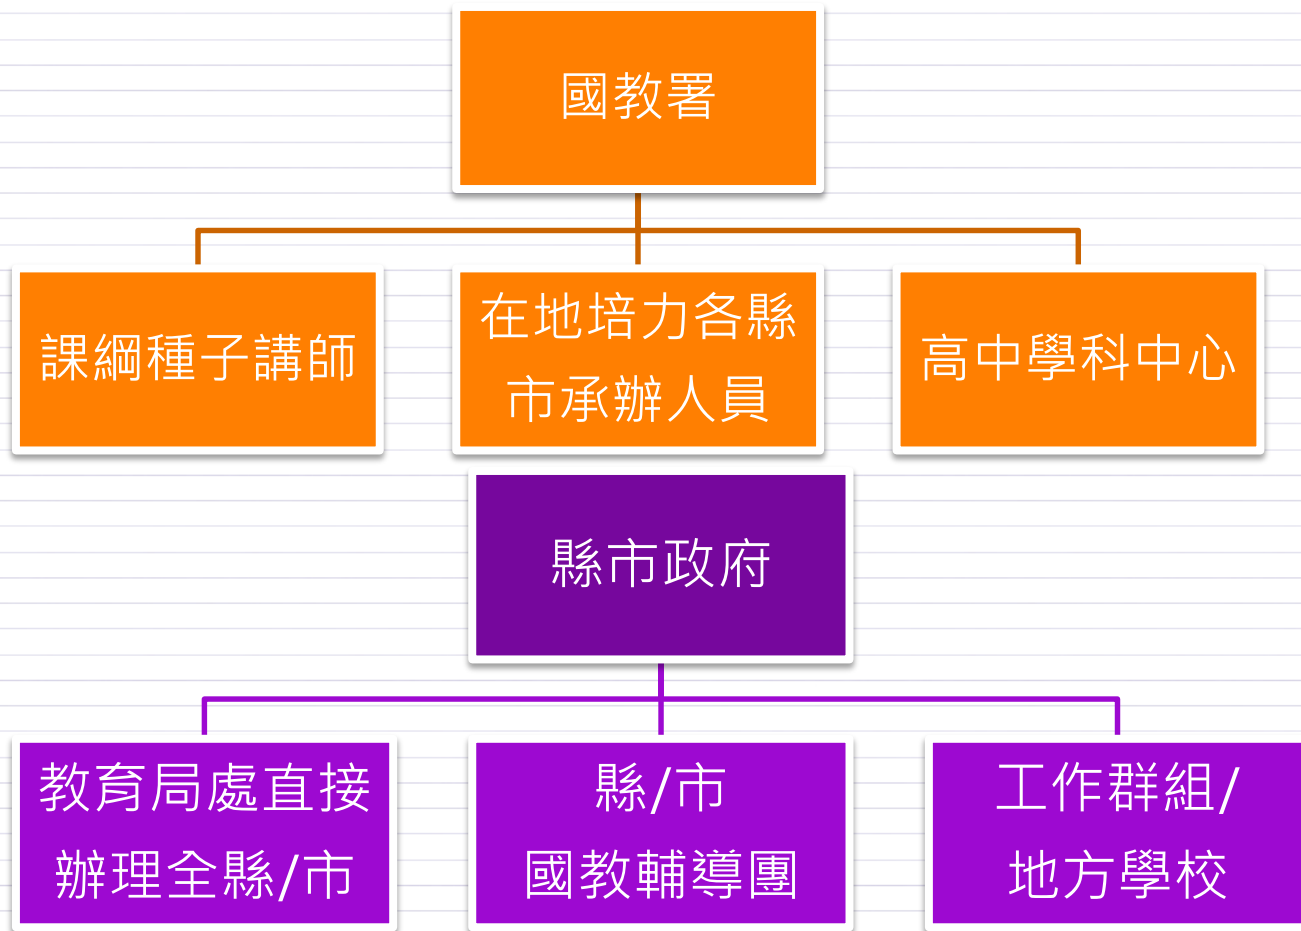 國教署
課綱種子講師
在地培力各縣
市承辦人員
高中學科中心
縣市政府
教育局處直接
辦理全縣/市
縣/市
國教輔導團
工作群組/
地方學校